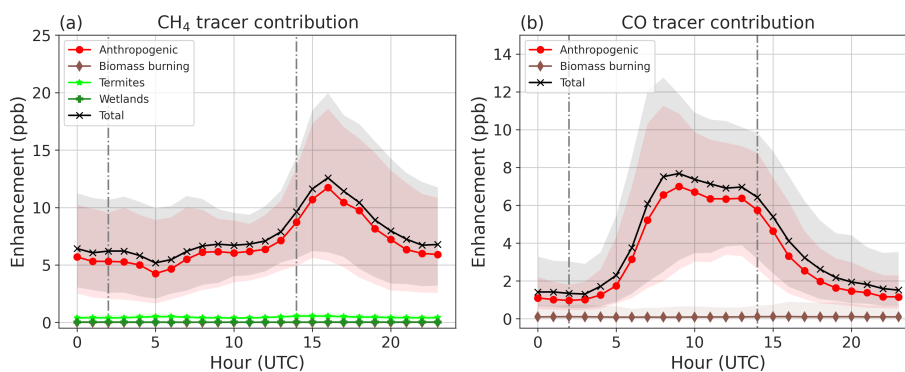 (a)
CH₄ tracer contribution
Enhancement (ppb)
25
20
15
10
5
0
Anthropogenic
Biomass burning
Termites
Wetlands
Total
0 5 10 15 20
Hour (UTC)
(b)
CO tracer contribution
Enhancement (ppb)
14
12
10
8
6
4
2
0
Anthropogenic
Biomass burning
Total
0 5 10 15 20
Hour (UTC)